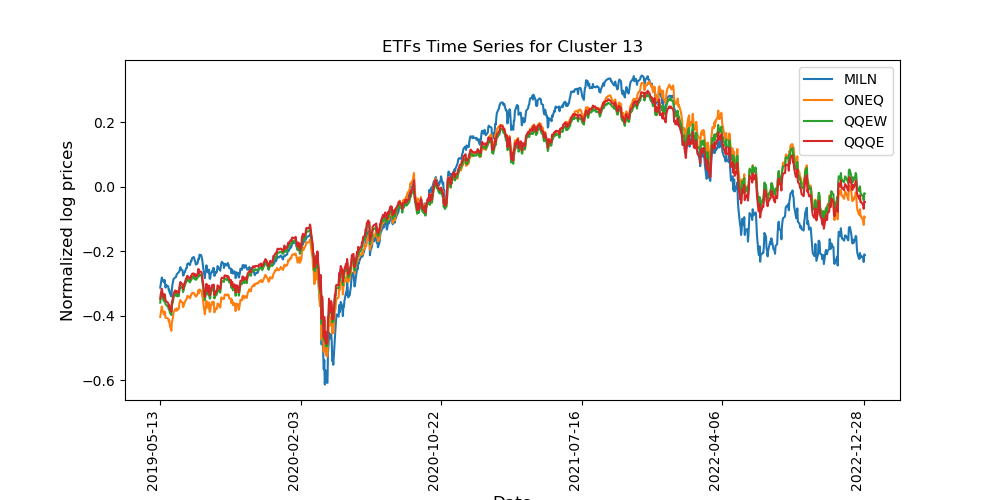 ETFs Time Series for Cluster 13
MILN
ONEQ
QQEW
QQQE
Normalized log prices
0.2
0.0
−0.2
−0.4
−0.6
2019-05-13
2020-02-03
2020-10-22
2021-07-16
2022-04-06
2022-12-28
Date